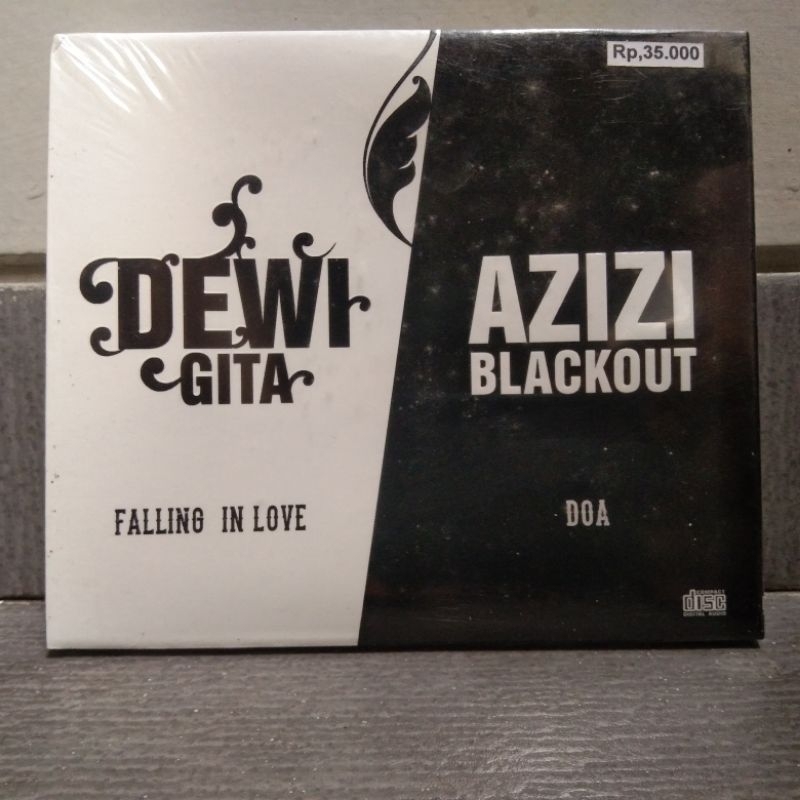 Rp,35.000
DEWI
GITA
FALLING IN LOVE
AZIZI
BLACKOUT
DOA
COMPACT
disc
DIGITAL AUDIO